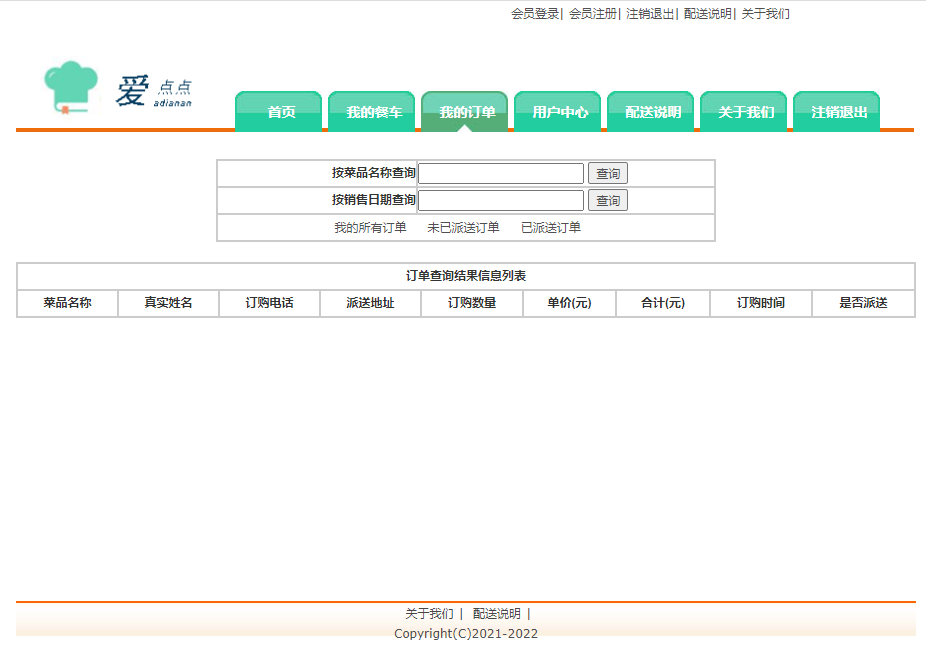 会员登录| 会员注册| 注销退出| 配送说明| 关于我们
爱 点点
adianan
首页 我的餐车 我的订单 用户中心 配送说明 关于我们 注销退出
按菜品名称查询 查询
按销售日期查询 查询
我的所有订单 未已派送订单 已派送订单
订单查询结果信息列表
菜品名称 真实姓名 订购电话 派送地址 订购数量 单价(元) 合计(元) 订购时间 是否派送
关于我们 | 配送说明 |
Copyright(C)2021-2022